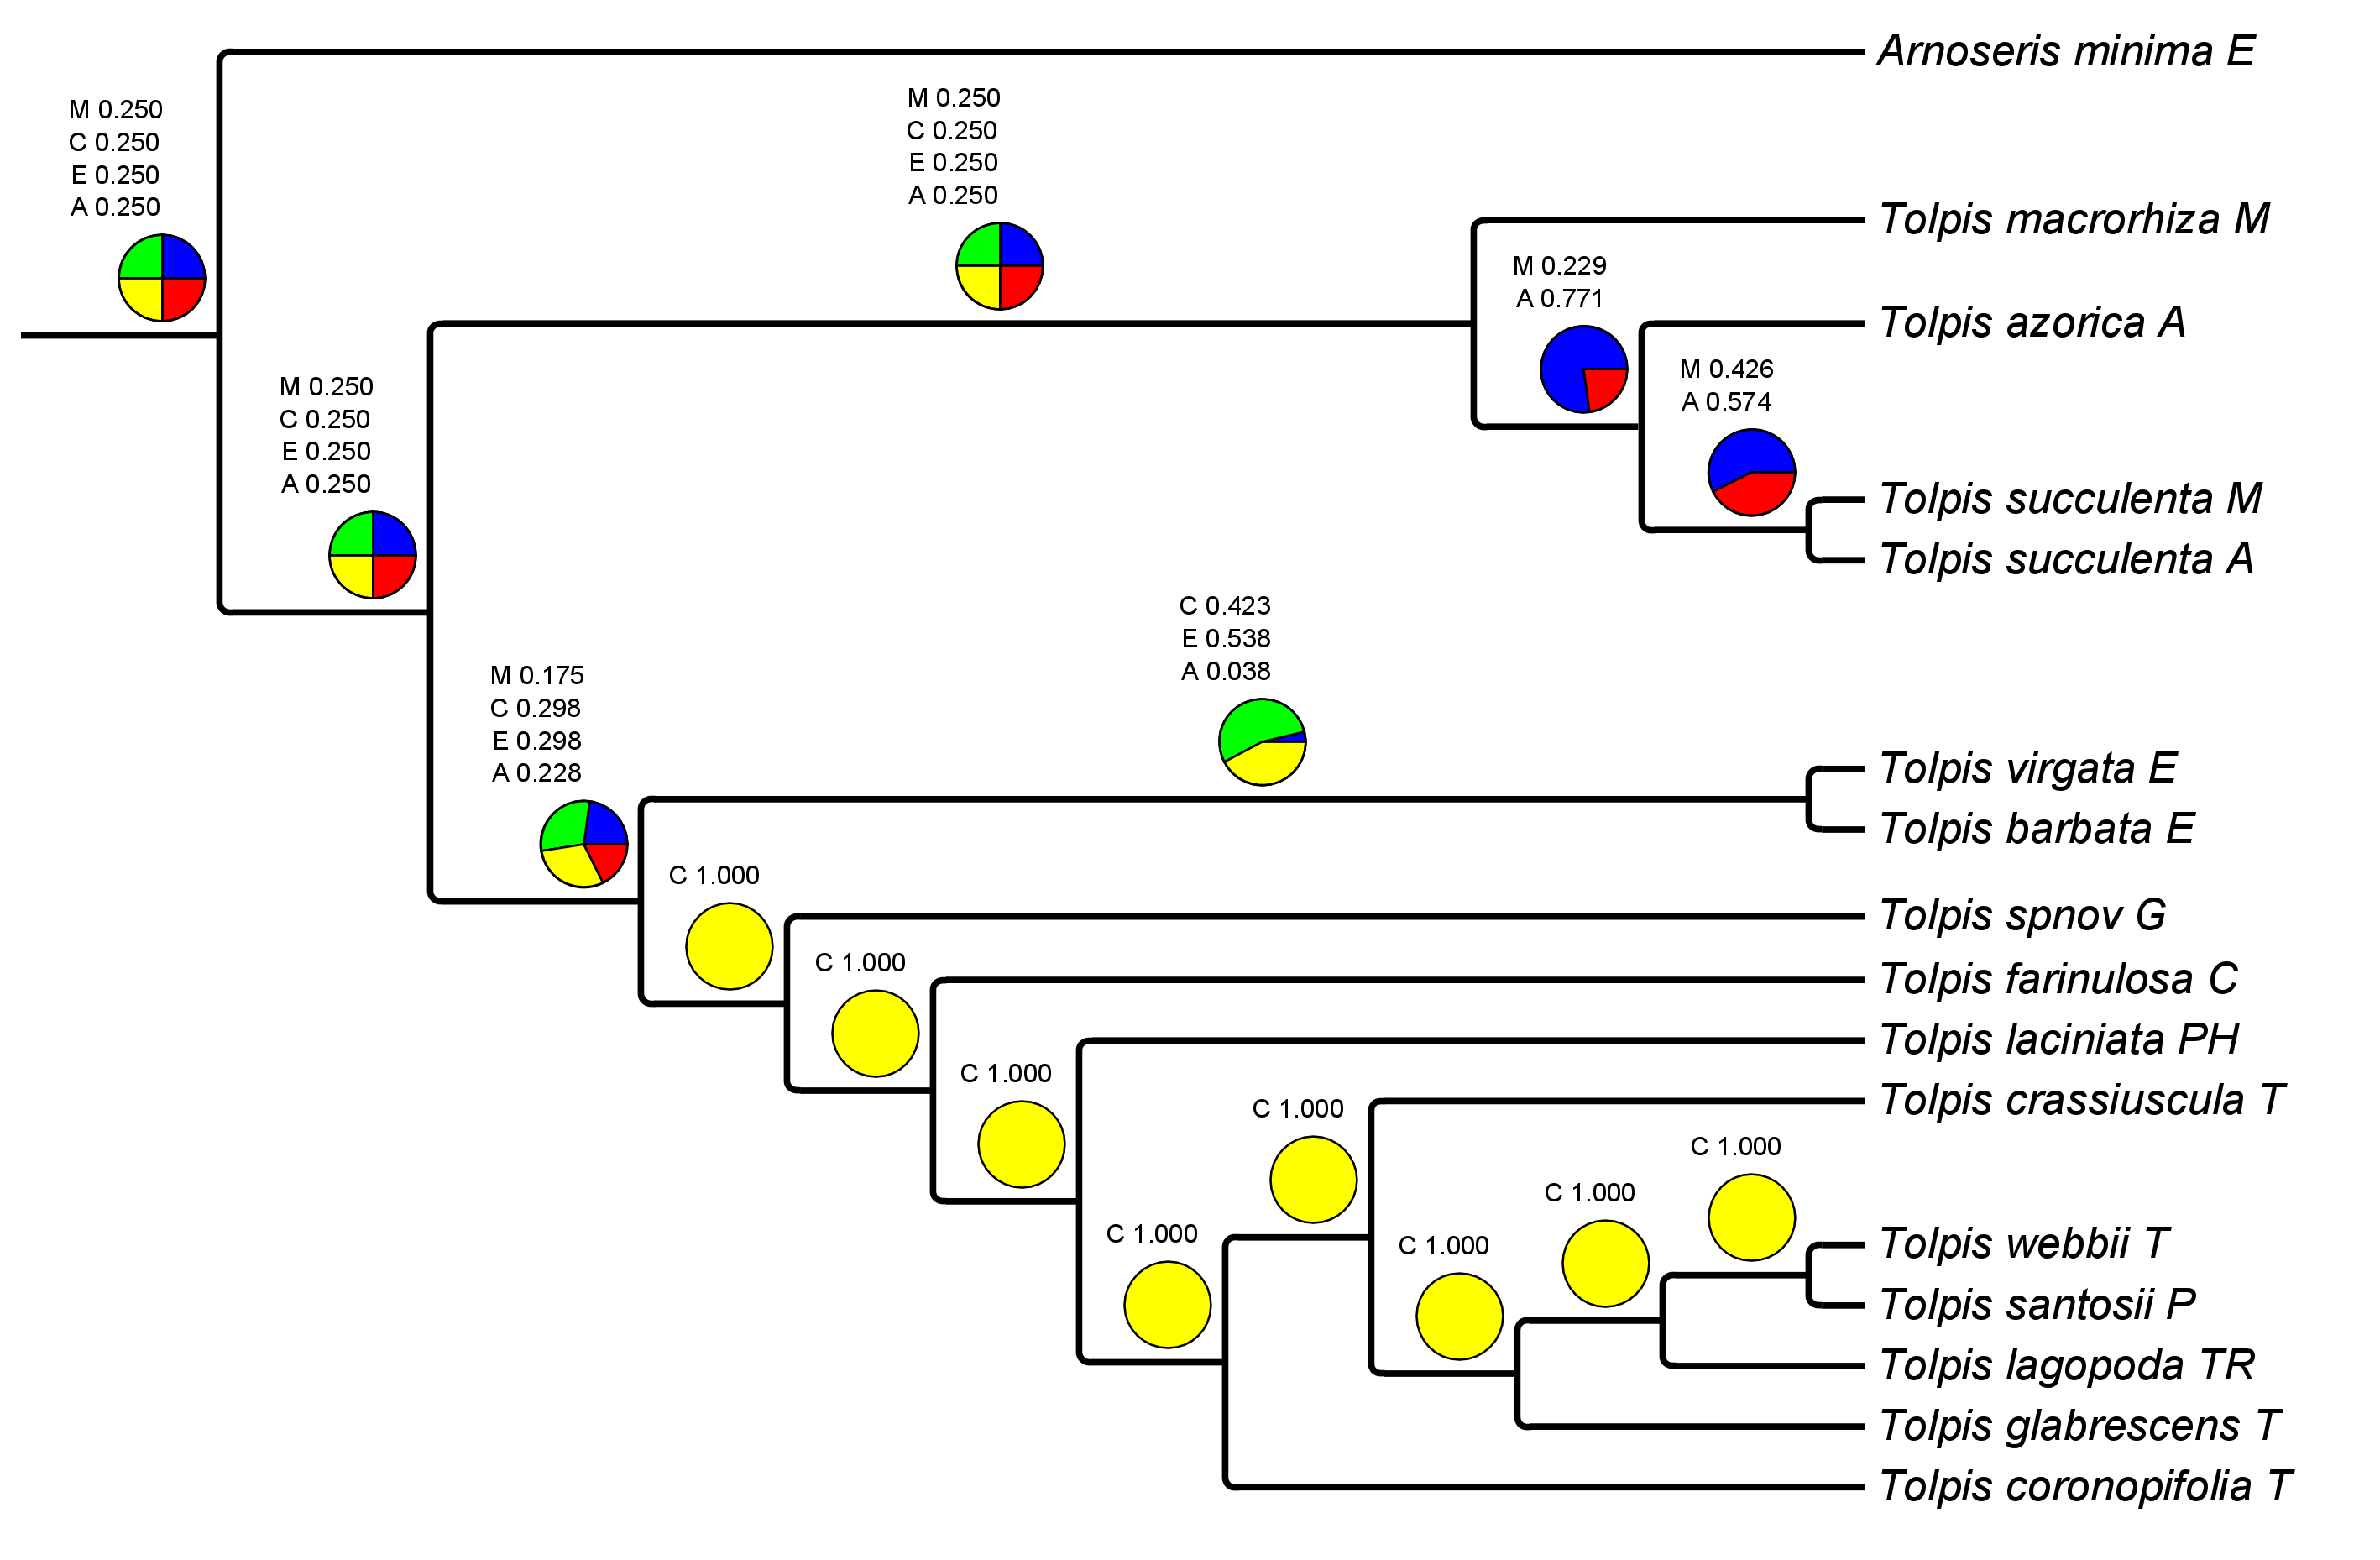 Arnoseris minima E
M 0.250
C 0.250
E 0.250
A 0.250
M 0.250
C 0.250
E 0.250
A 0.250
Tolpis macrorhiza M
M 0.229
A 0.771
Tolpis azorica A
M 0.426
A 0.574
M 0.250
C 0.250
E 0.250
A 0.250
Tolpis succulenta M
Tolpis succulenta A
C 0.423
E 0.538
A 0.038
M 0.175
C 0.298
E 0.298
A 0.228
Tolpis virgata E
Tolpis barbata E
C 1.000
Tolpis spnov G
C 1.000
Tolpis farinulosa C
Tolpis laciniata PH
C 1.000
Tolpis crassiuscula T
C 1.000
C 1.000
C 1.000
C 1.000
C 1.000
Tolpis webbii T
Tolpis santosii P
Tolpis lagopoda TR
Tolpis glabrescens T
Tolpis coronopifolia T